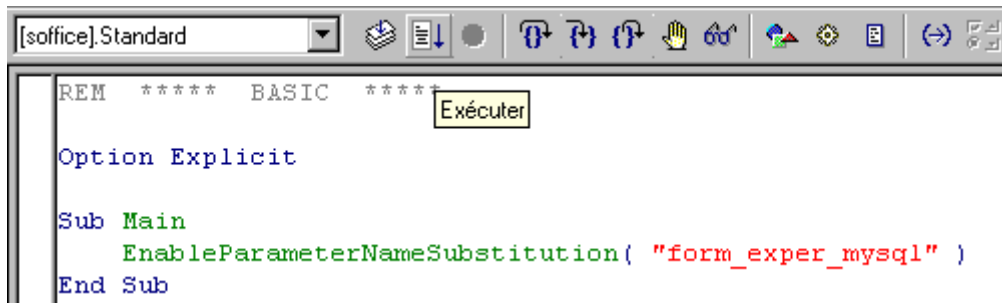 [soffice].Standard
REM ***** BASIC *****
Exécuter
Option Explicit
Sub Main
EnableParameterNameSubstitution( "form_exper_mysql" )
End Sub